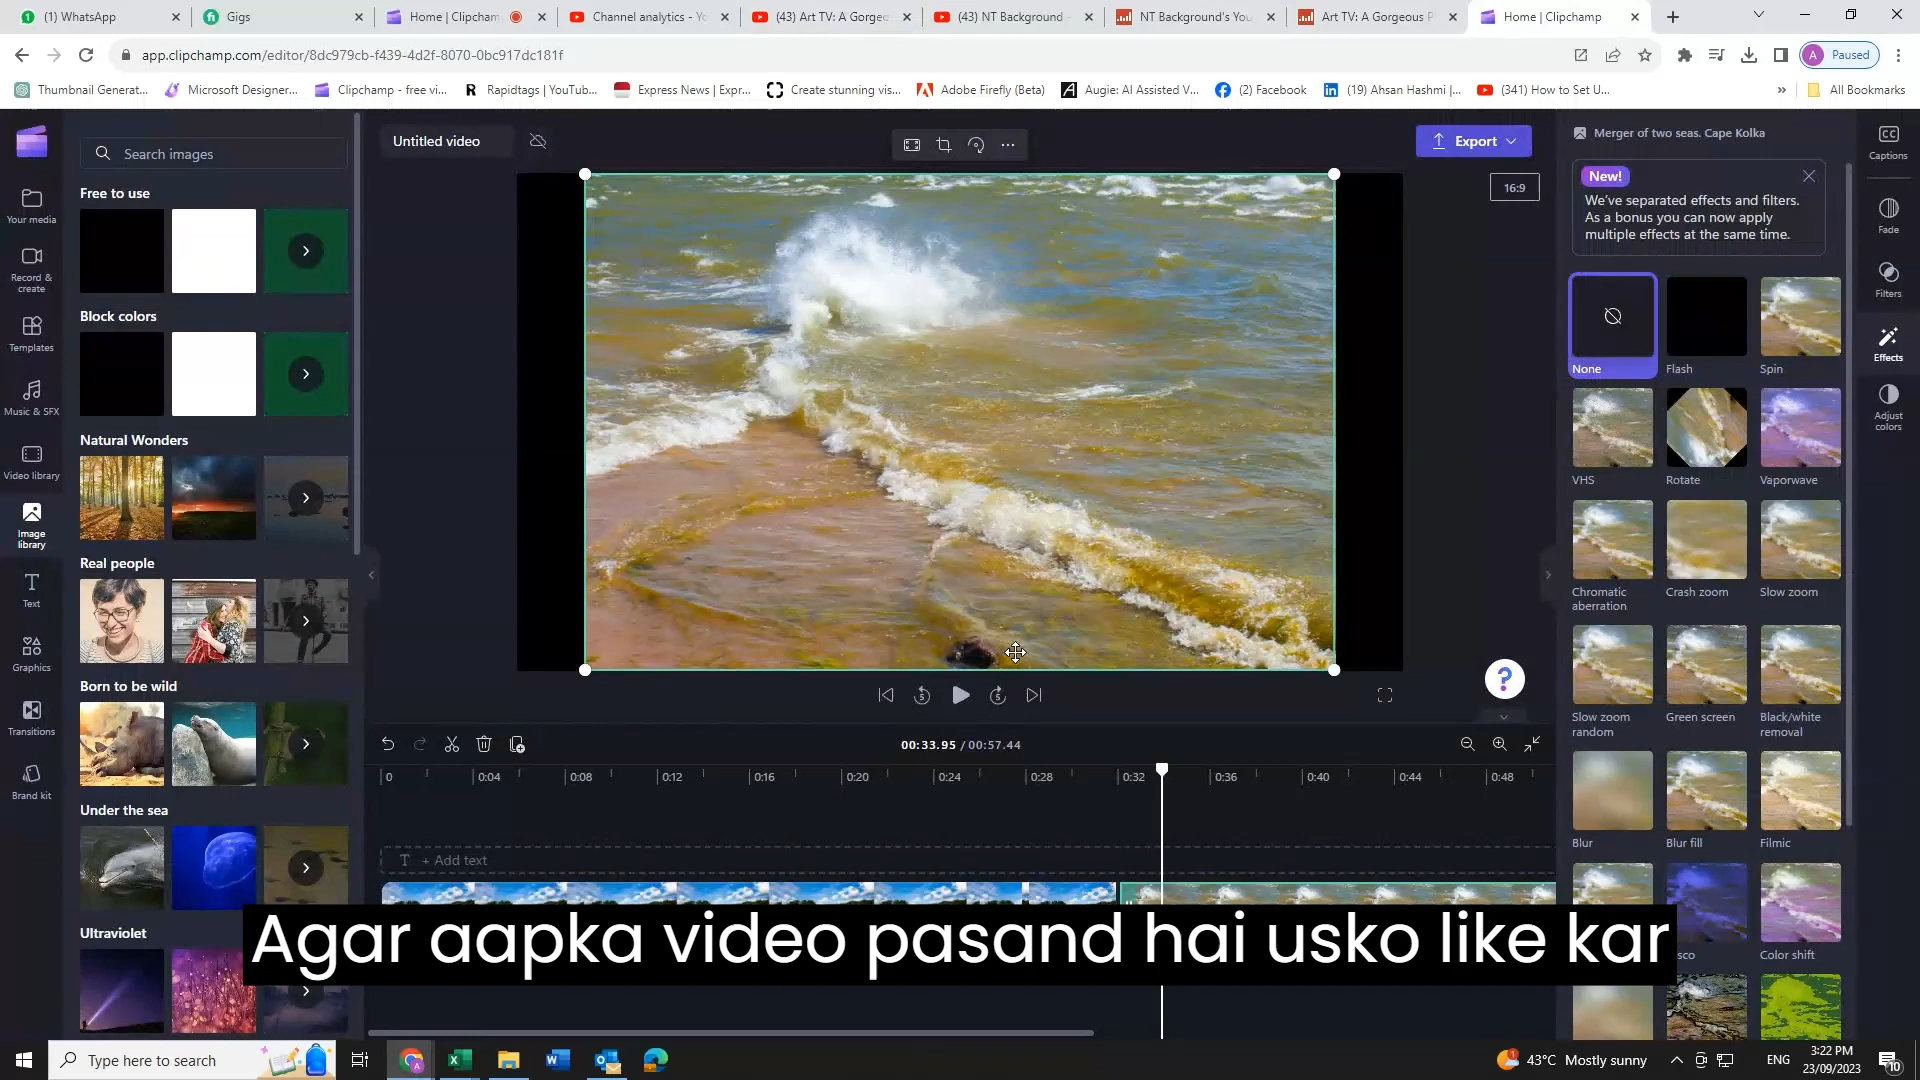 (1) WhatsApp
Gigs
Home | Clipcham
Channel analytics - Yo
(43) Art TV: A Gorgeo
(43) NT Background -
NT Background's You
Art TV: A Gorgeous P
Home | Clipchamp
app.clipchamp.com/editor/8dc979cb-f439-4d2f-8070-0bc917dc181f
A Paused
Thumbnail Generat...
Microsoft Designer...
Clipchamp - free vi...
Rapidtags | YouTub...
Express News | Expr...
Create stunning vis...
Adobe Firefly (Beta)
Augie: AI Assisted V...
(2) Facebook
(19) Ahsan Hashmi |...
(341) How to Set U...
»
All Bookmarks
Your media
Record & create
Templates
Music & SFX
Video library
Image library
Text
Graphics
Transitions
Brand kit
Search images
Free to use
Block colors
Natural Wonders
Real people
Born to be wild
Under the sea
Ultraviolet
Untitled video
Export
16:9
5
5
?
00:33.95 / 00:57.44
0
0:04
0:08
0:12
0:16
0:20
0:24
0:28
0:32
0:36
0:40
0:44
0:48
T + Add text
Agar aapka video pasand hai usko like kar
Merger of two seas. Cape Kolka
New!
We've separated effects and filters.
As a bonus you can now apply
multiple effects at the same time.
None
Flash
Spin
VHS
Rotate
Vaporwave
Chromatic aberration
Crash zoom
Slow zoom
Slow zoom random
Green screen
Black/white removal
Blur
Blur fill
Filmic
Color shift
CC
Captions
Fade
Filters
Effects
Adjust colors
Type here to search
43°C Mostly sunny
ENG
3:22 PM
23/09/2023
10